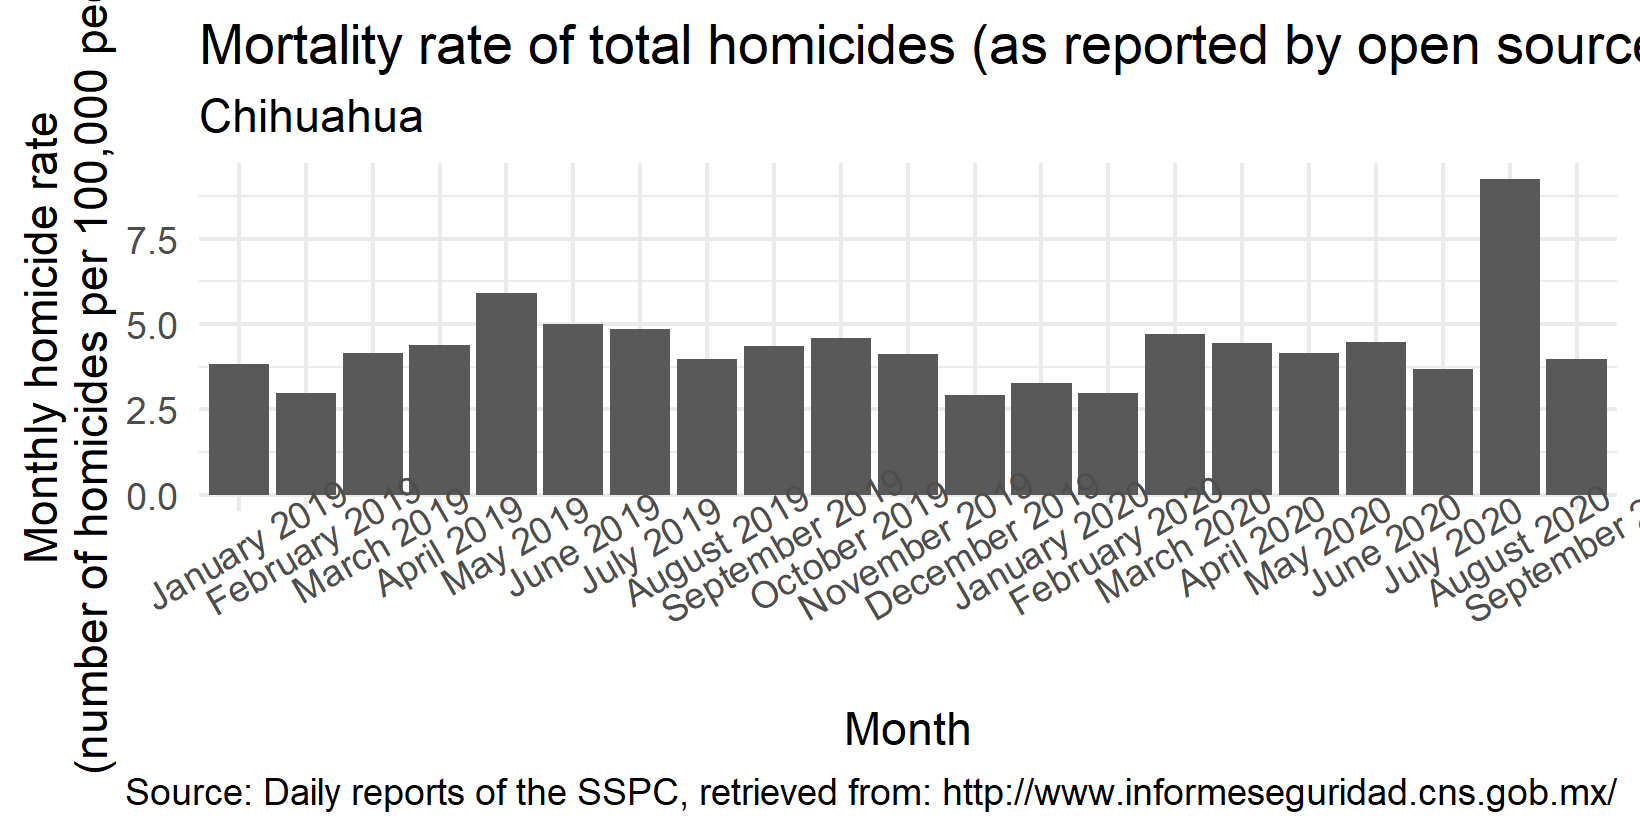 Mortality rate of total homicides (as reported by open source
Chihuahua
Monthly homicide rate
(number of homicides per 100,000
7.5
5.0
2.5
0.0
January 2019
February 2019
March 2019
April 2019
May 2019
June 2019
July 2019
August 2019
September 2019
October 2019
November 2019
December 2019
January 2020
February 2020
March 2020
April 2020
May 2020
June 2020
July 2020
August 2020
September
Month
Source: Daily reports of the SSPC, retrieved from: http://www.informeseguridad.cns.gob.mx/